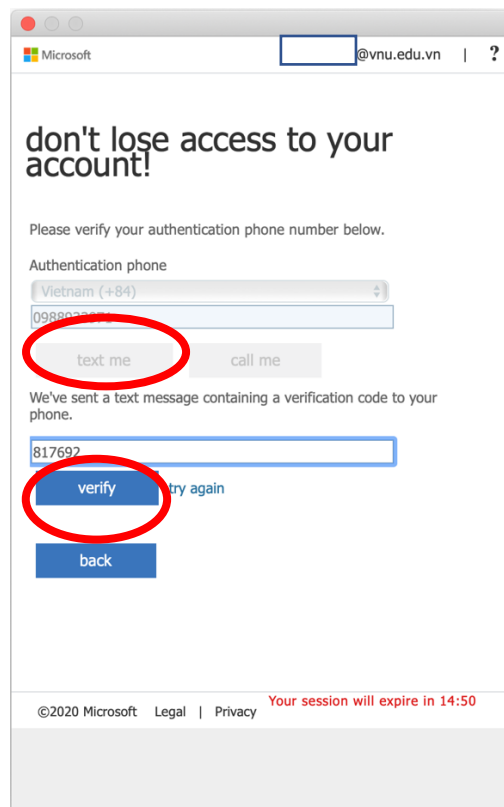 Microsoft @vnu.edu.vn | ?
don't lose access to your
account!
Please verify your authentication phone number below.
Authentication phone
Vietnam (+84)
text me call me
We've sent a text message containing a verification code to your
phone.
817692
verify try again
back
©2020 Microsoft Legal | Privacy Your session will expire in 14:50